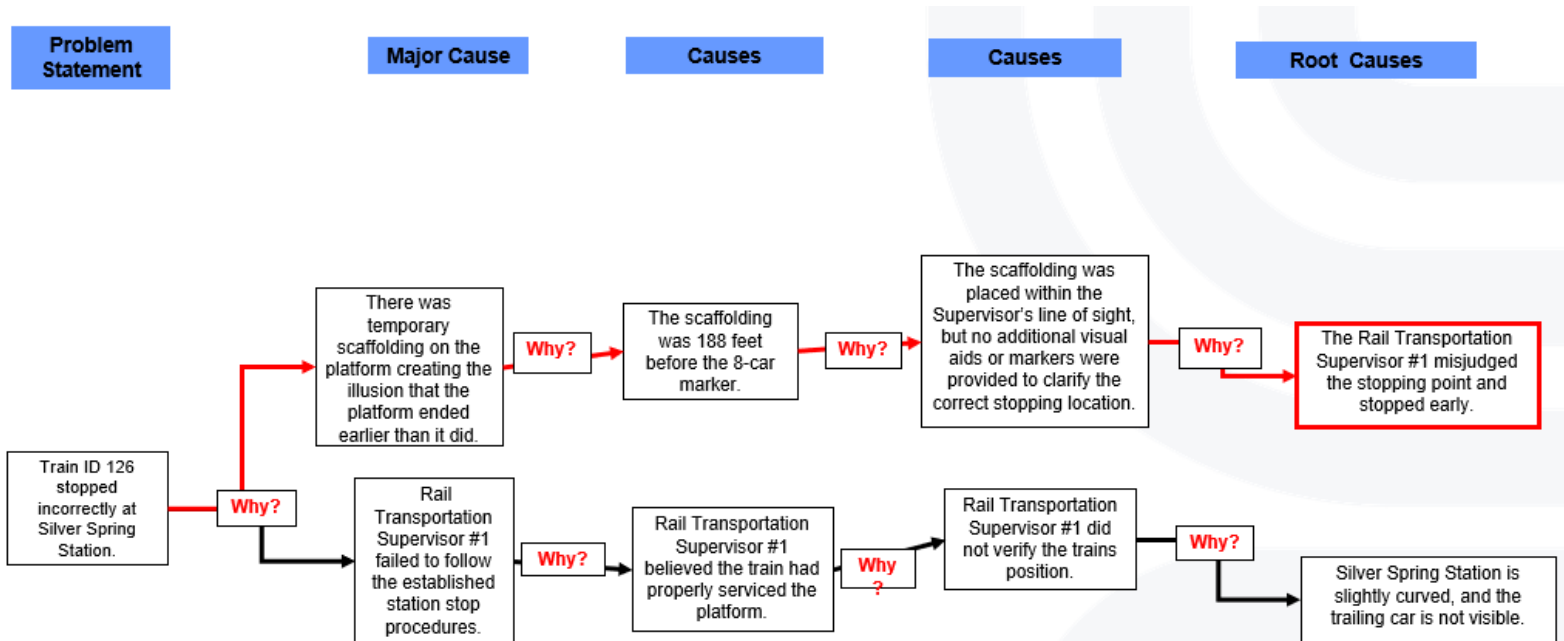 Problem
Statement
Major Cause
Causes
Causes
Root Causes
There was
temporary
scaffolding on the
platform creating the
illusion that the
platform ended
earlier than it did.
Why?
The scaffolding
was 188 feet
before the 8-car
marker.
Why?
The scaffolding was
placed within the
Supervisor's line of sight,
but no additional visual
aids or markers were
provided to clarify the
correct stopping location.
Why?
The Rail Transportation
Supervisor #1 misjudged
the stopping point and
stopped early.
Train ID 126
stopped
incorrectly at
Silver Spring
Station.
Why?
Rail
Transportation
Supervisor #1
failed to follow
the established
station stop
procedures.
Why?
Rail Transportation
Supervisor #1
believed the train had
properly serviced the
platform.
Why
?
Rail Transportation
Supervisor #1 did
not verify the trains
position.
Why?
Silver Spring Station is
slightly curved, and the
trailing car is not visible.